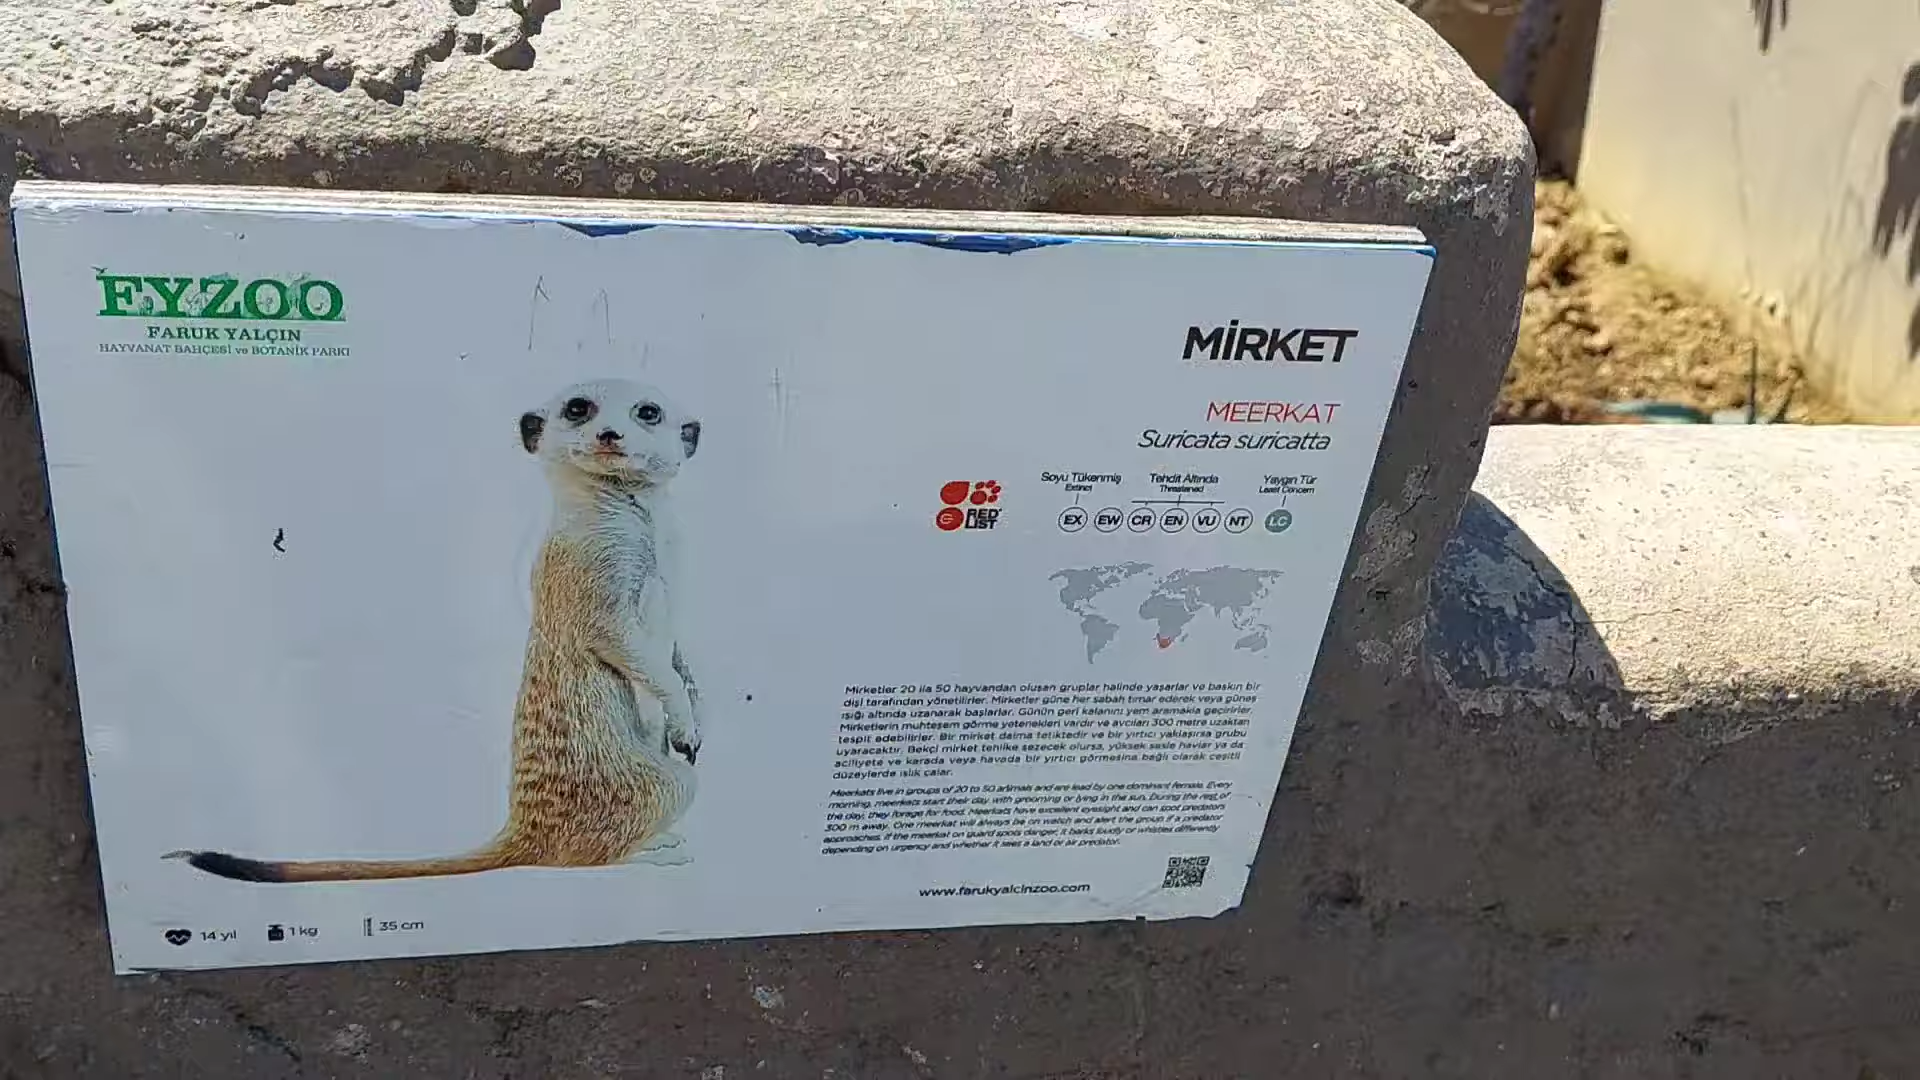 FYZOO
FARUK YALÇIN
HAYVANAT BAHÇESİ ve BOTANİK PARKI
MİRKET
MEERKAT
Suricata suricatta
RED LIST
Soyu Tükenmiş
Extinct
Tehdit Altında
Threatened
Yaygın Tür
Least Concern
EX EW CR EN VU NT LC
Mirketler 20 ila 50 hayvandan oluşan gruplar halinde yaşarlar ve baskın bir
dişi tarafından yönetilirler. Mirketler güne her sabah tımar ederek veya güneş
ışığı altında uzanarak başlarlar. Günün geri kalanını yem aramakla geçirirler.
Mirketlerin muhteşem görme yetenekleri vardır ve avcıları 300 metre uzaktan
tespit edebilirler. Bir mirket daima tetiktedir ve bir yırtıcı yaklaşırsa grubu
uyaracaktır. Bekçi mirket tehlike sezecek olursa, yüksek sesle havlar ya da
aciliyete ve karada veya havada bir yırtıcı görmesine bağlı olarak çeşitli
düzeylerde ıslık çalar.
Meerkats live in groups of 20 to 50 animals and are lead by one dominant female. Every
morning, meerkats start their day with grooming or lying in the sun. During the rest of
the day, they forage for food. Meerkats have excellent eyesight and can spot predators
300 m away. One meerkat will always be on watch and alert the group if a predator
approaches. If the meerkat on guard spots danger, it barks loudly or whistles differently
depending on urgency and whether it sees a land or air predator.
www.farukyalcinzoo.com
14 yıl 1 kg 35 cm